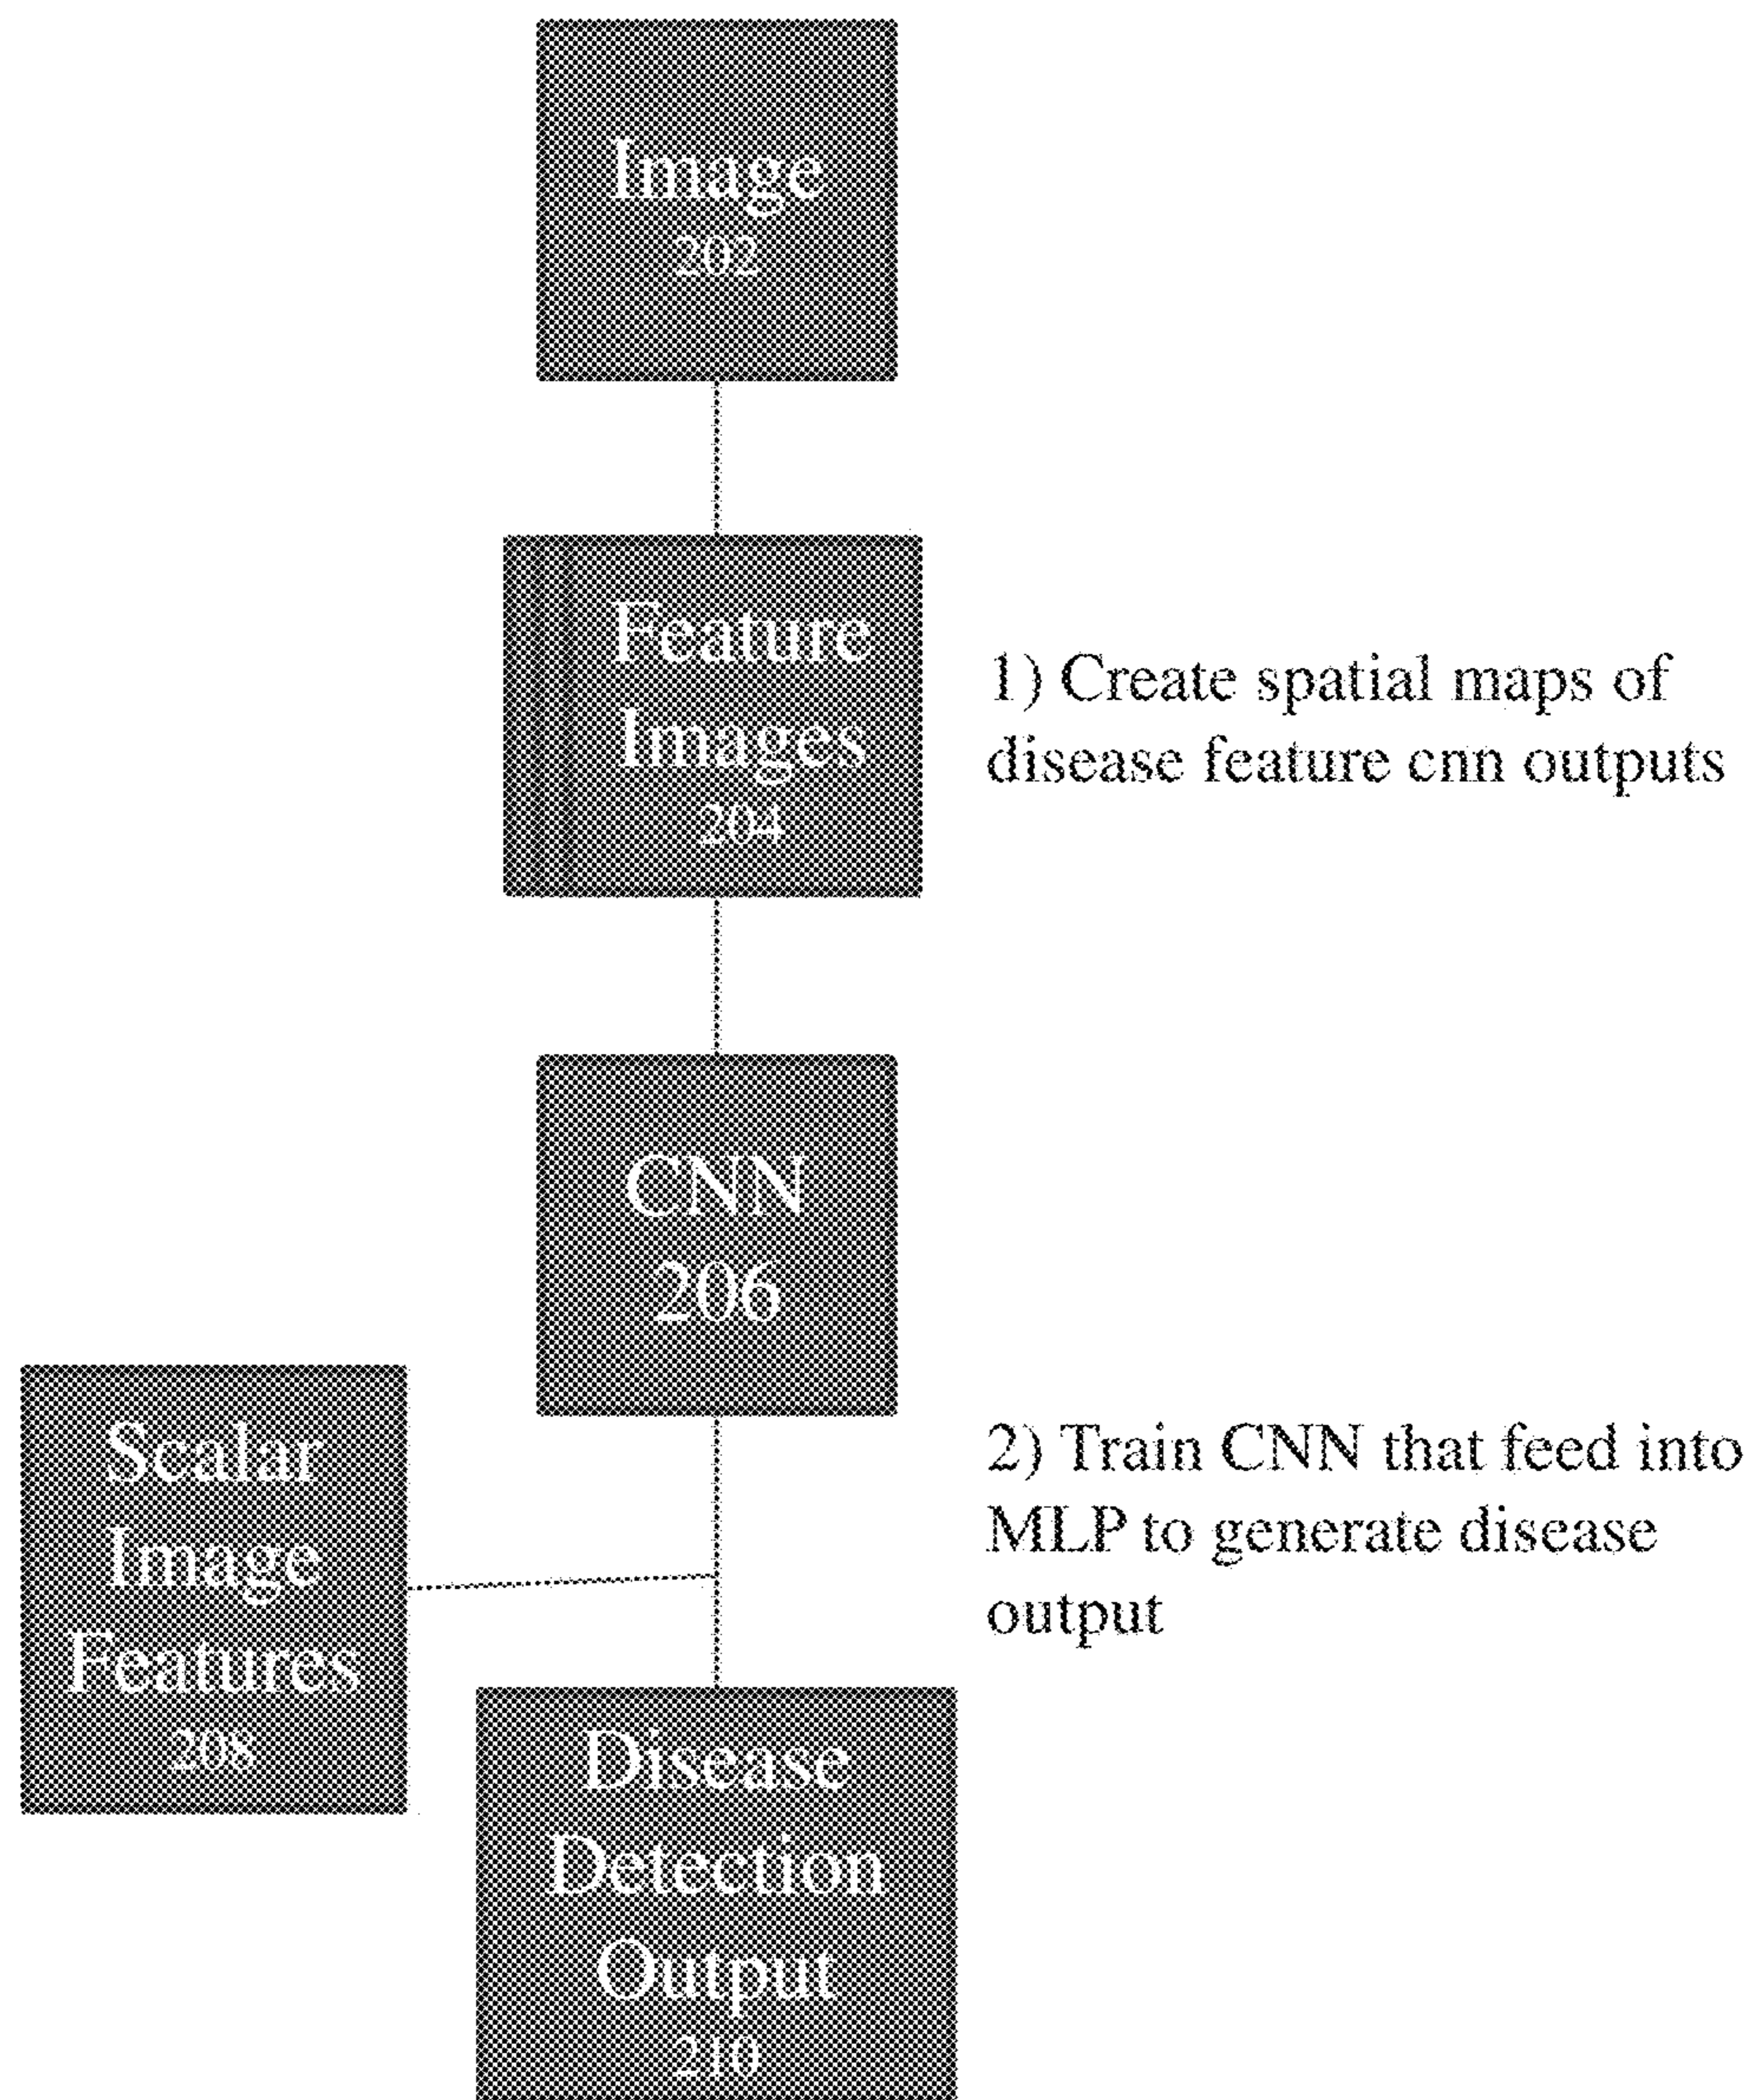 Image
202
Feature
Images
204
1) Create spatial maps of
disease feature cnn outputs
CNN
206
Scalar
Image
Features
208
2) Train CNN that feed into
MLP to generate disease
output
Disease
Detection
Output
210